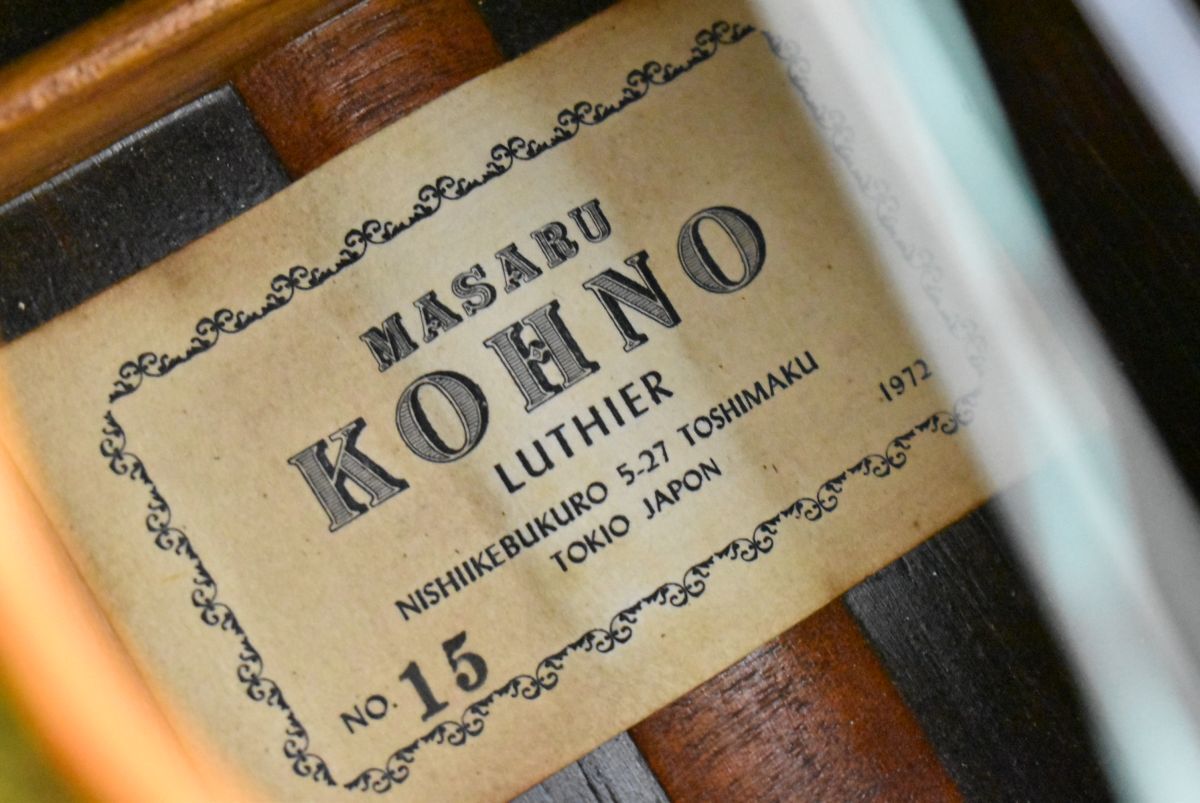 MASARU
KOHNO
LUTHIER
NISHIIKEBUKURO 5-27 TOSHIMAKU
TOKIO JAPON
1972
NO. 15